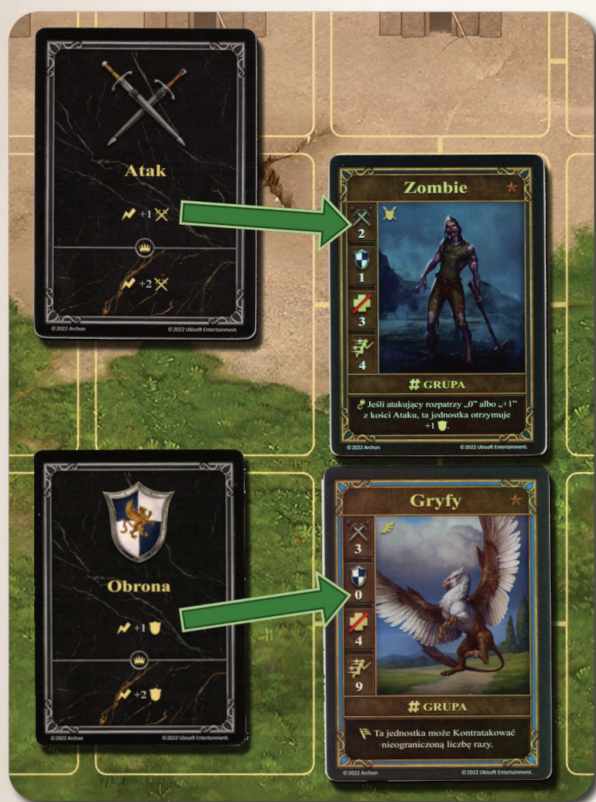 Atak
+1
+2
© 2022 Archon
© 2022 Ubisoft Entertainment.
Zombie
2
1
3
4
GRUPA
Jeśli atakujący rozpatrzy „0” albo „+1”
z kości Ataku, ta jednostka otrzymuje
+1 .
© 2022 Archon
© 2022 Ubisoft Entertainment.
Obrona
+1
+2
© 2022 Archon
© 2022 Ubisoft Entertainment.
Gryfy
3
0
4
9
GRUPA
Ta jednostka może Kontratakować
nieograniczoną liczbę razy.
© 2022 Archon
© 2022 Ubisoft Entertainment.